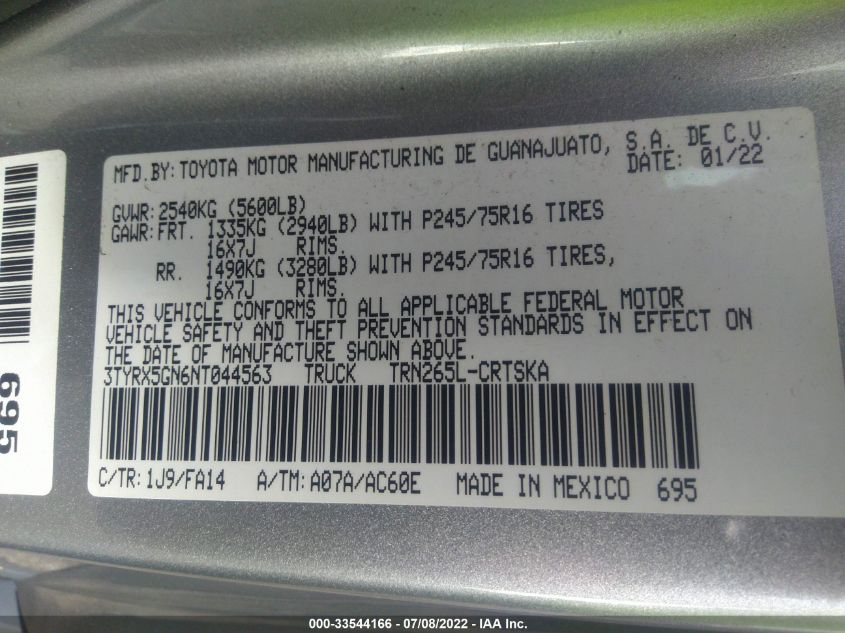 MFD.BY:TOYOTA MOTOR MANUFACTURING DE GUANAJUATO, S.A. DE C.V.
DATE: 01/22
GVWR:2540KG (5600LB)
GAWR:FRT. 1335KG (2940LB) WITH P245/75R16 TIRES
16X7J RIMS.
RR. 1490KG (3280LB) WITH P245/75R16 TIRES,
16X7J RIMS.
THIS VEHICLE CONFORMS TO ALL APPLICABLE FEDERAL MOTOR
VEHICLE SAFETY AND THEFT PREVENTION STANDARDS IN EFFECT ON
THE DATE OF MANUFACTURE SHOWN ABOVE.
3TYRX5GN6NT044563 TRUCK TRN265L-CRTSKA
C/TR:1J9/FA14 A/TM:A07A/AC60E MADE IN MEXICO 695
695
000-33544166 - 07/08/2022 - IAA Inc.